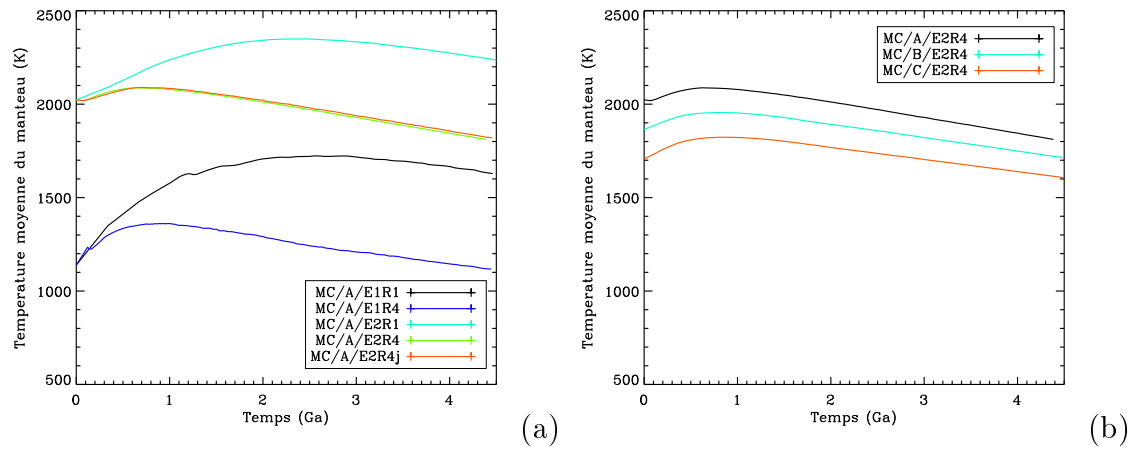 2500
2000
1500
1000
500
Temperature moyenne du manteau (K)
0 1 2 3 4
Temps (Ga)
MC/A/E1R1
MC/A/E1R4
MC/A/E2R1
MC/A/E2R4
MC/A/E2R4j
(a)
2500
2000
1500
1000
500
Temperature moyenne du manteau (K)
0 1 2 3 4
Temps (Ga)
MC/A/E2R4
MC/B/E2R4
MC/C/E2R4
(b)